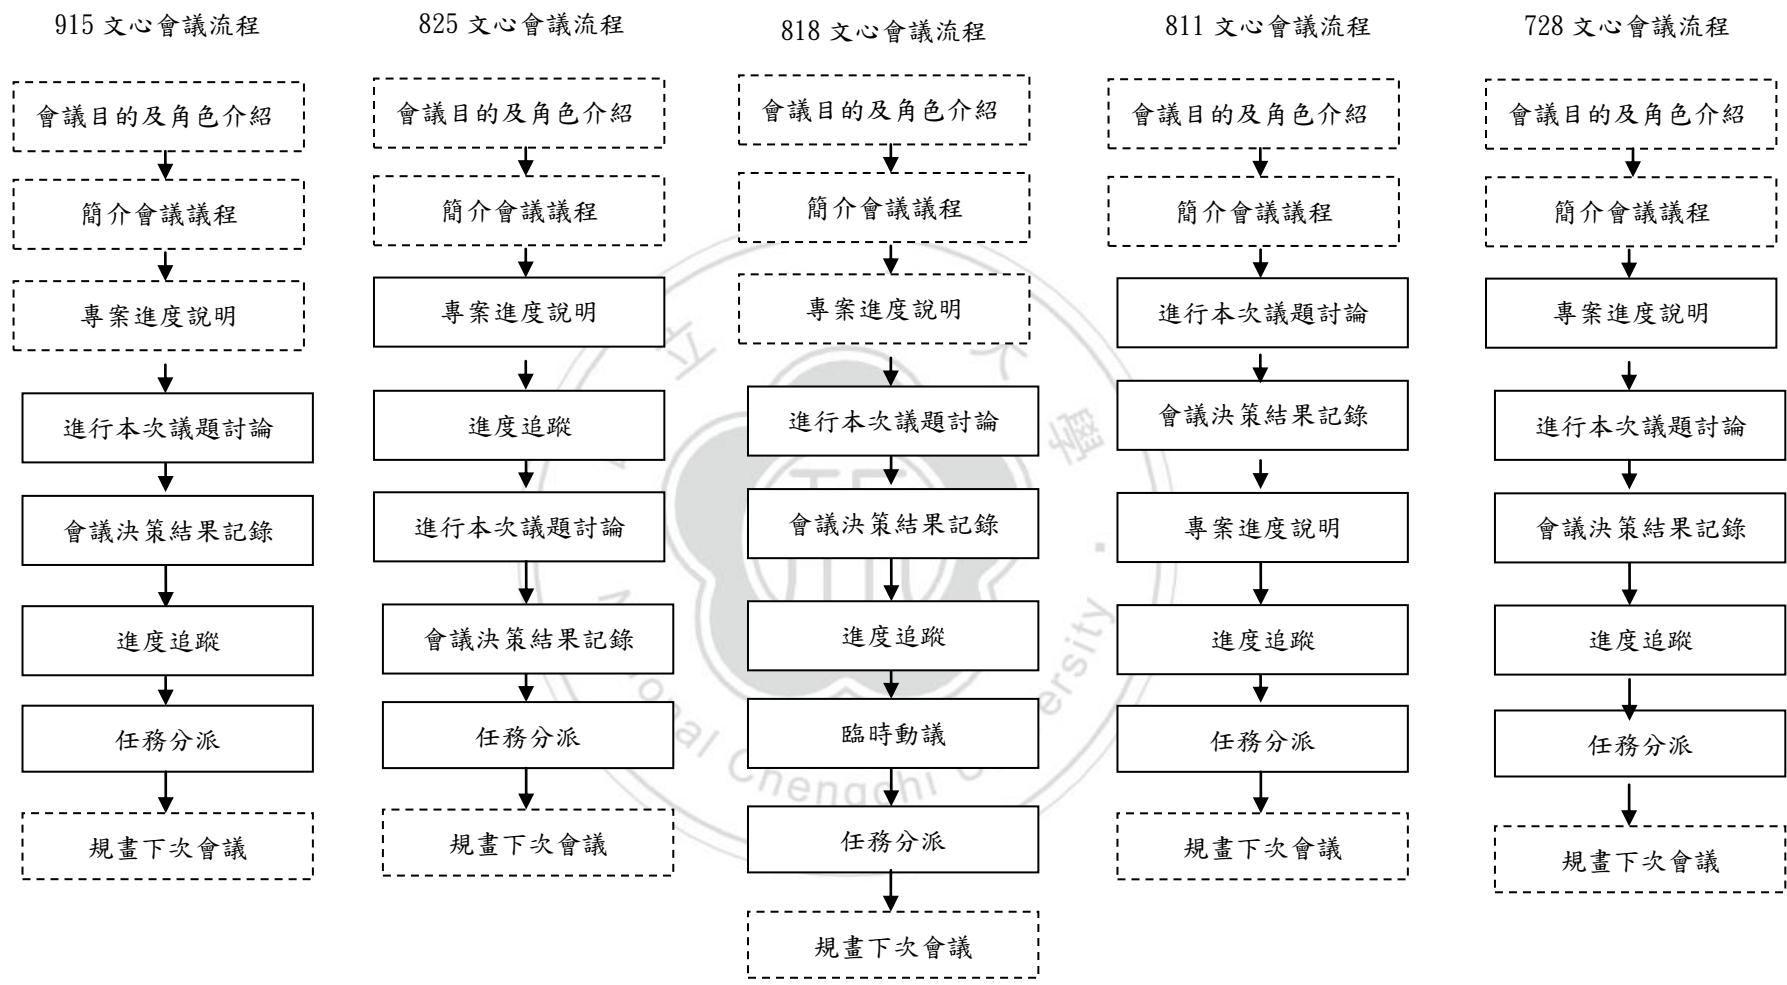 915 文心會議流程
會議目的及角色介紹
簡介會議議程
專案進度說明
進行本次議題討論
會議決策結果記錄
進度追蹤
任務分派
規畫下次會議
825 文心會議流程
會議目的及角色介紹
簡介會議議程
專案進度說明
進度追蹤
進行本次議題討論
會議決策結果記錄
任務分派
規畫下次會議
818 文心會議流程
會議目的及角色介紹
簡介會議議程
專案進度說明
進行本次議題討論
會議決策結果記錄
進度追蹤
臨時動議
任務分派
規畫下次會議
811 文心會議流程
會議目的及角色介紹
簡介會議議程
進行本次議題討論
會議決策結果記錄
專案進度說明
進度追蹤
任務分派
規畫下次會議
728 文心會議流程
會議目的及角色介紹
簡介會議議程
專案進度說明
進行本次議題討論
會議決策結果記錄
進度追蹤
任務分派
規畫下次會議
立
大
學
Chengchi